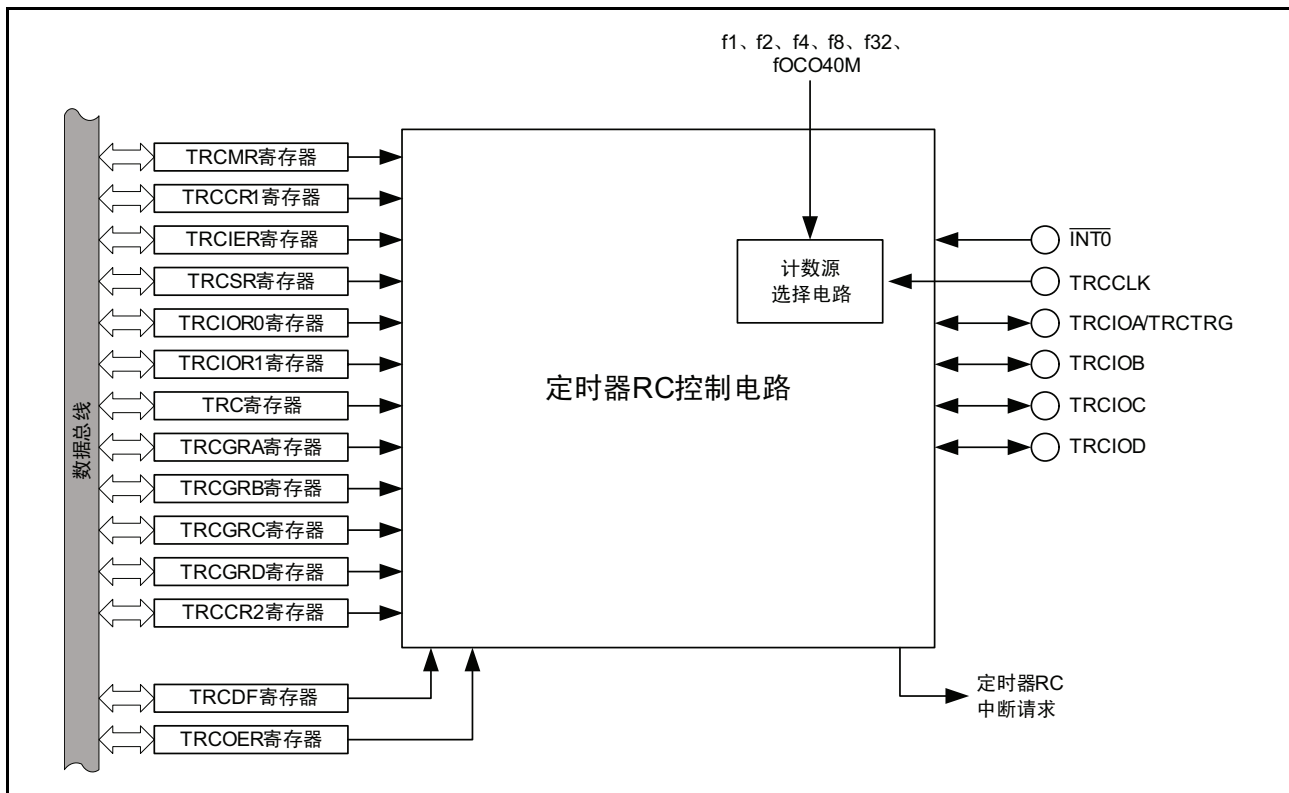 f1、f2、f4、f8、f32、
fOCO40M
数据总线
TRCMR寄存器
TRCCR1寄存器
TRCIER寄存器
TRCSR寄存器
TRCIOR0寄存器
TRCIOR1寄存器
TRC寄存器
TRCGRA寄存器
TRCGRB寄存器
TRCGRC寄存器
TRCGRD寄存器
TRCCR2寄存器
TRCDF寄存器
TRCOER寄存器
计数源
选择电路
定时器RC控制电路
INT0
TRCCLK
TRCIOA/TRCTRG
TRCIOB
TRCIOC
TRCIOD
定时器RC
中断请求